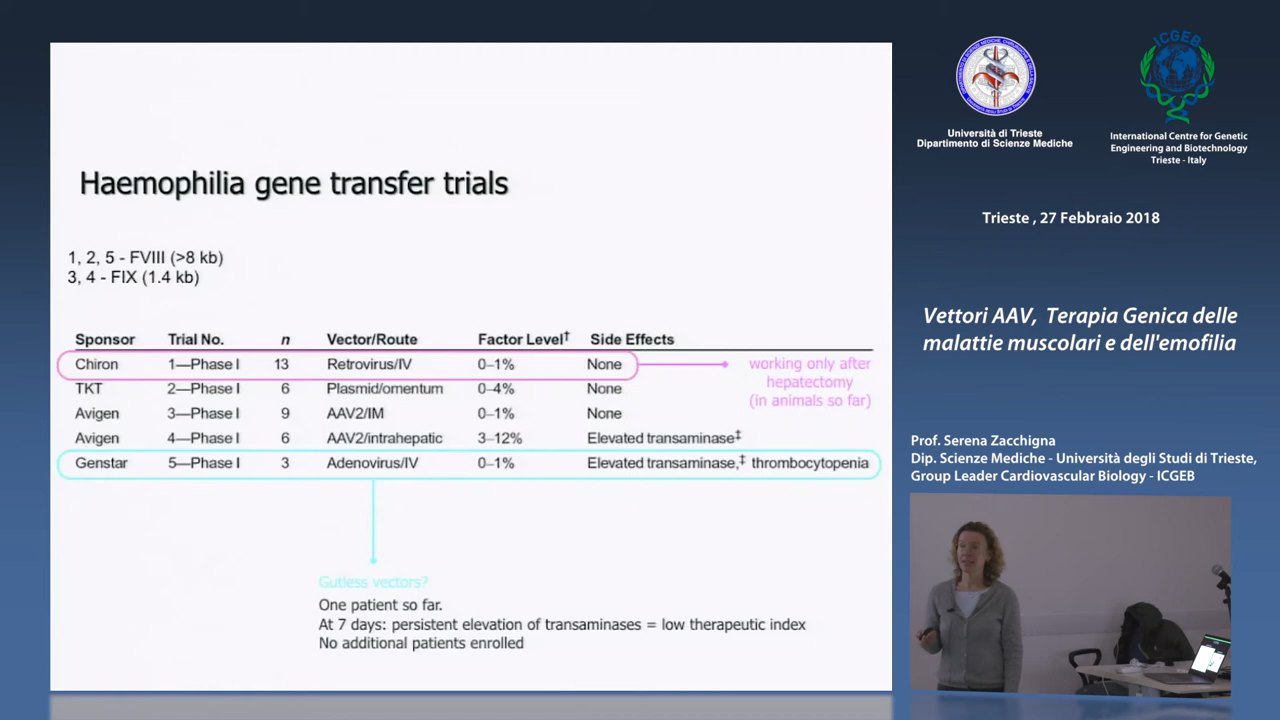 Haemophilia gene transfer trials
1, 2, 5 - FVIII (>8 kb)
3, 4 - FIX (1.4 kb)
Sponsor Trial No. n Vector/Route Factor Level† Side Effects
Chiron 1—Phase I 13 Retrovirus/IV 0–1% None
TKT 2—Phase I 6 Plasmid/omentum 0–4% None
Avigen 3—Phase I 9 AAV2/IM 0–1% None
Avigen 4—Phase I 6 AAV2/intrahepatic 3–12% Elevated transaminase‡
Genstar 5—Phase I 3 Adenovirus/IV 0–1% Elevated transaminase,‡ thrombocytopenia
working only after
hepatectomy
(in animals so far)
Gutless vectors?
One patient so far.
At 7 days: persistent elevation of transaminases = low therapeutic index
No additional patients enrolled
ICGEB
Università di Trieste
Dipartimento di Scienze Mediche
International Centre for Genetic
Engineering and Biotechnology
Trieste - Italy
Trieste , 27 Febbraio 2018
Vettori AAV, Terapia Genica delle
malattie muscolari e dell'emofilia
Prof. Serena Zacchigna
Dip. Scienze Mediche - Università degli Studi di Trieste,
Group Leader Cardiovascular Biology - ICGEB